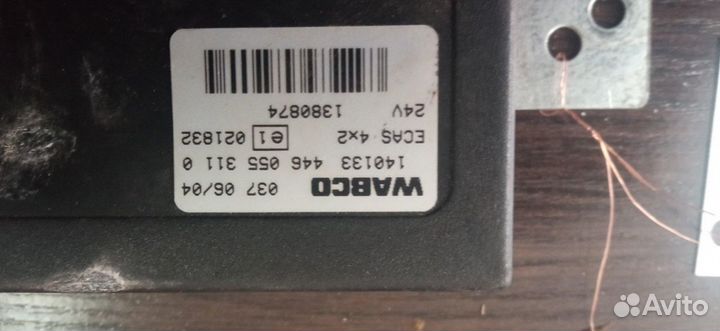 WABCO 037 06/04
140133 446 055 311 0
ECAS 4x2 e1 021832
24V 1380874
Avito